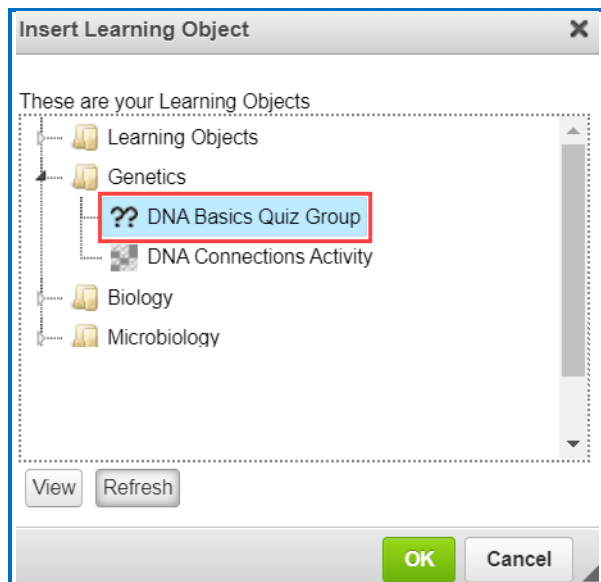 Insert Learning Object
These are your Learning Objects
Learning Objects
Genetics
?? DNA Basics Quiz Group
DNA Connections Activity
Biology
Microbiology
View Refresh
OK Cancel